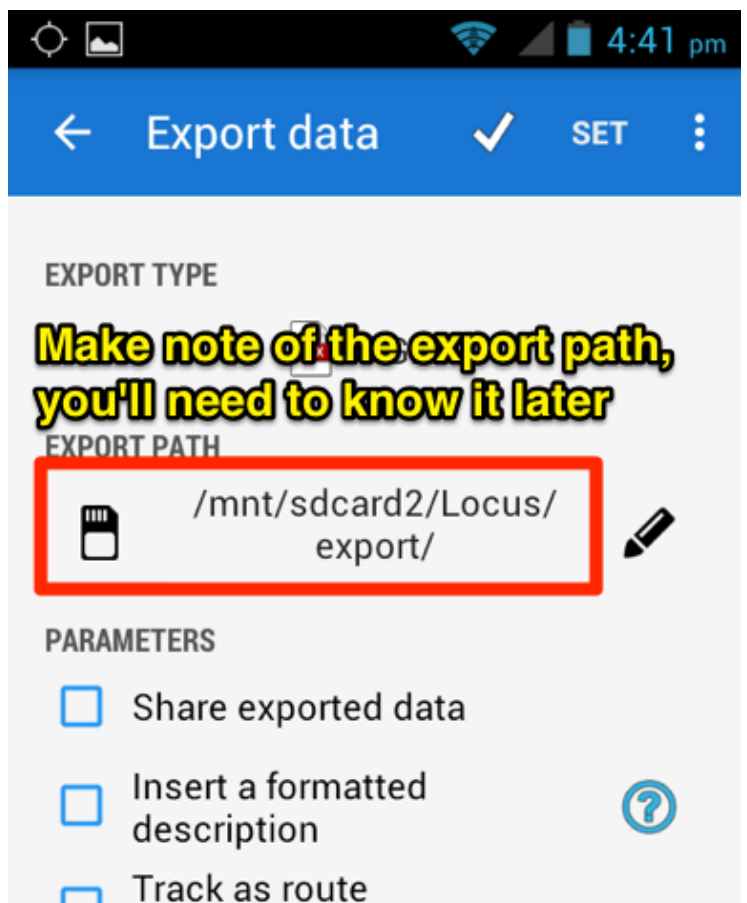 4:41 pm
Export data SET
EXPORT TYPE
Make note of the export path,
you'll need to know it later
EXPORT PATH
/mnt/sdcard2/Locus/
export/
PARAMETERS
Share exported data
Insert a formatted
description
Track as route